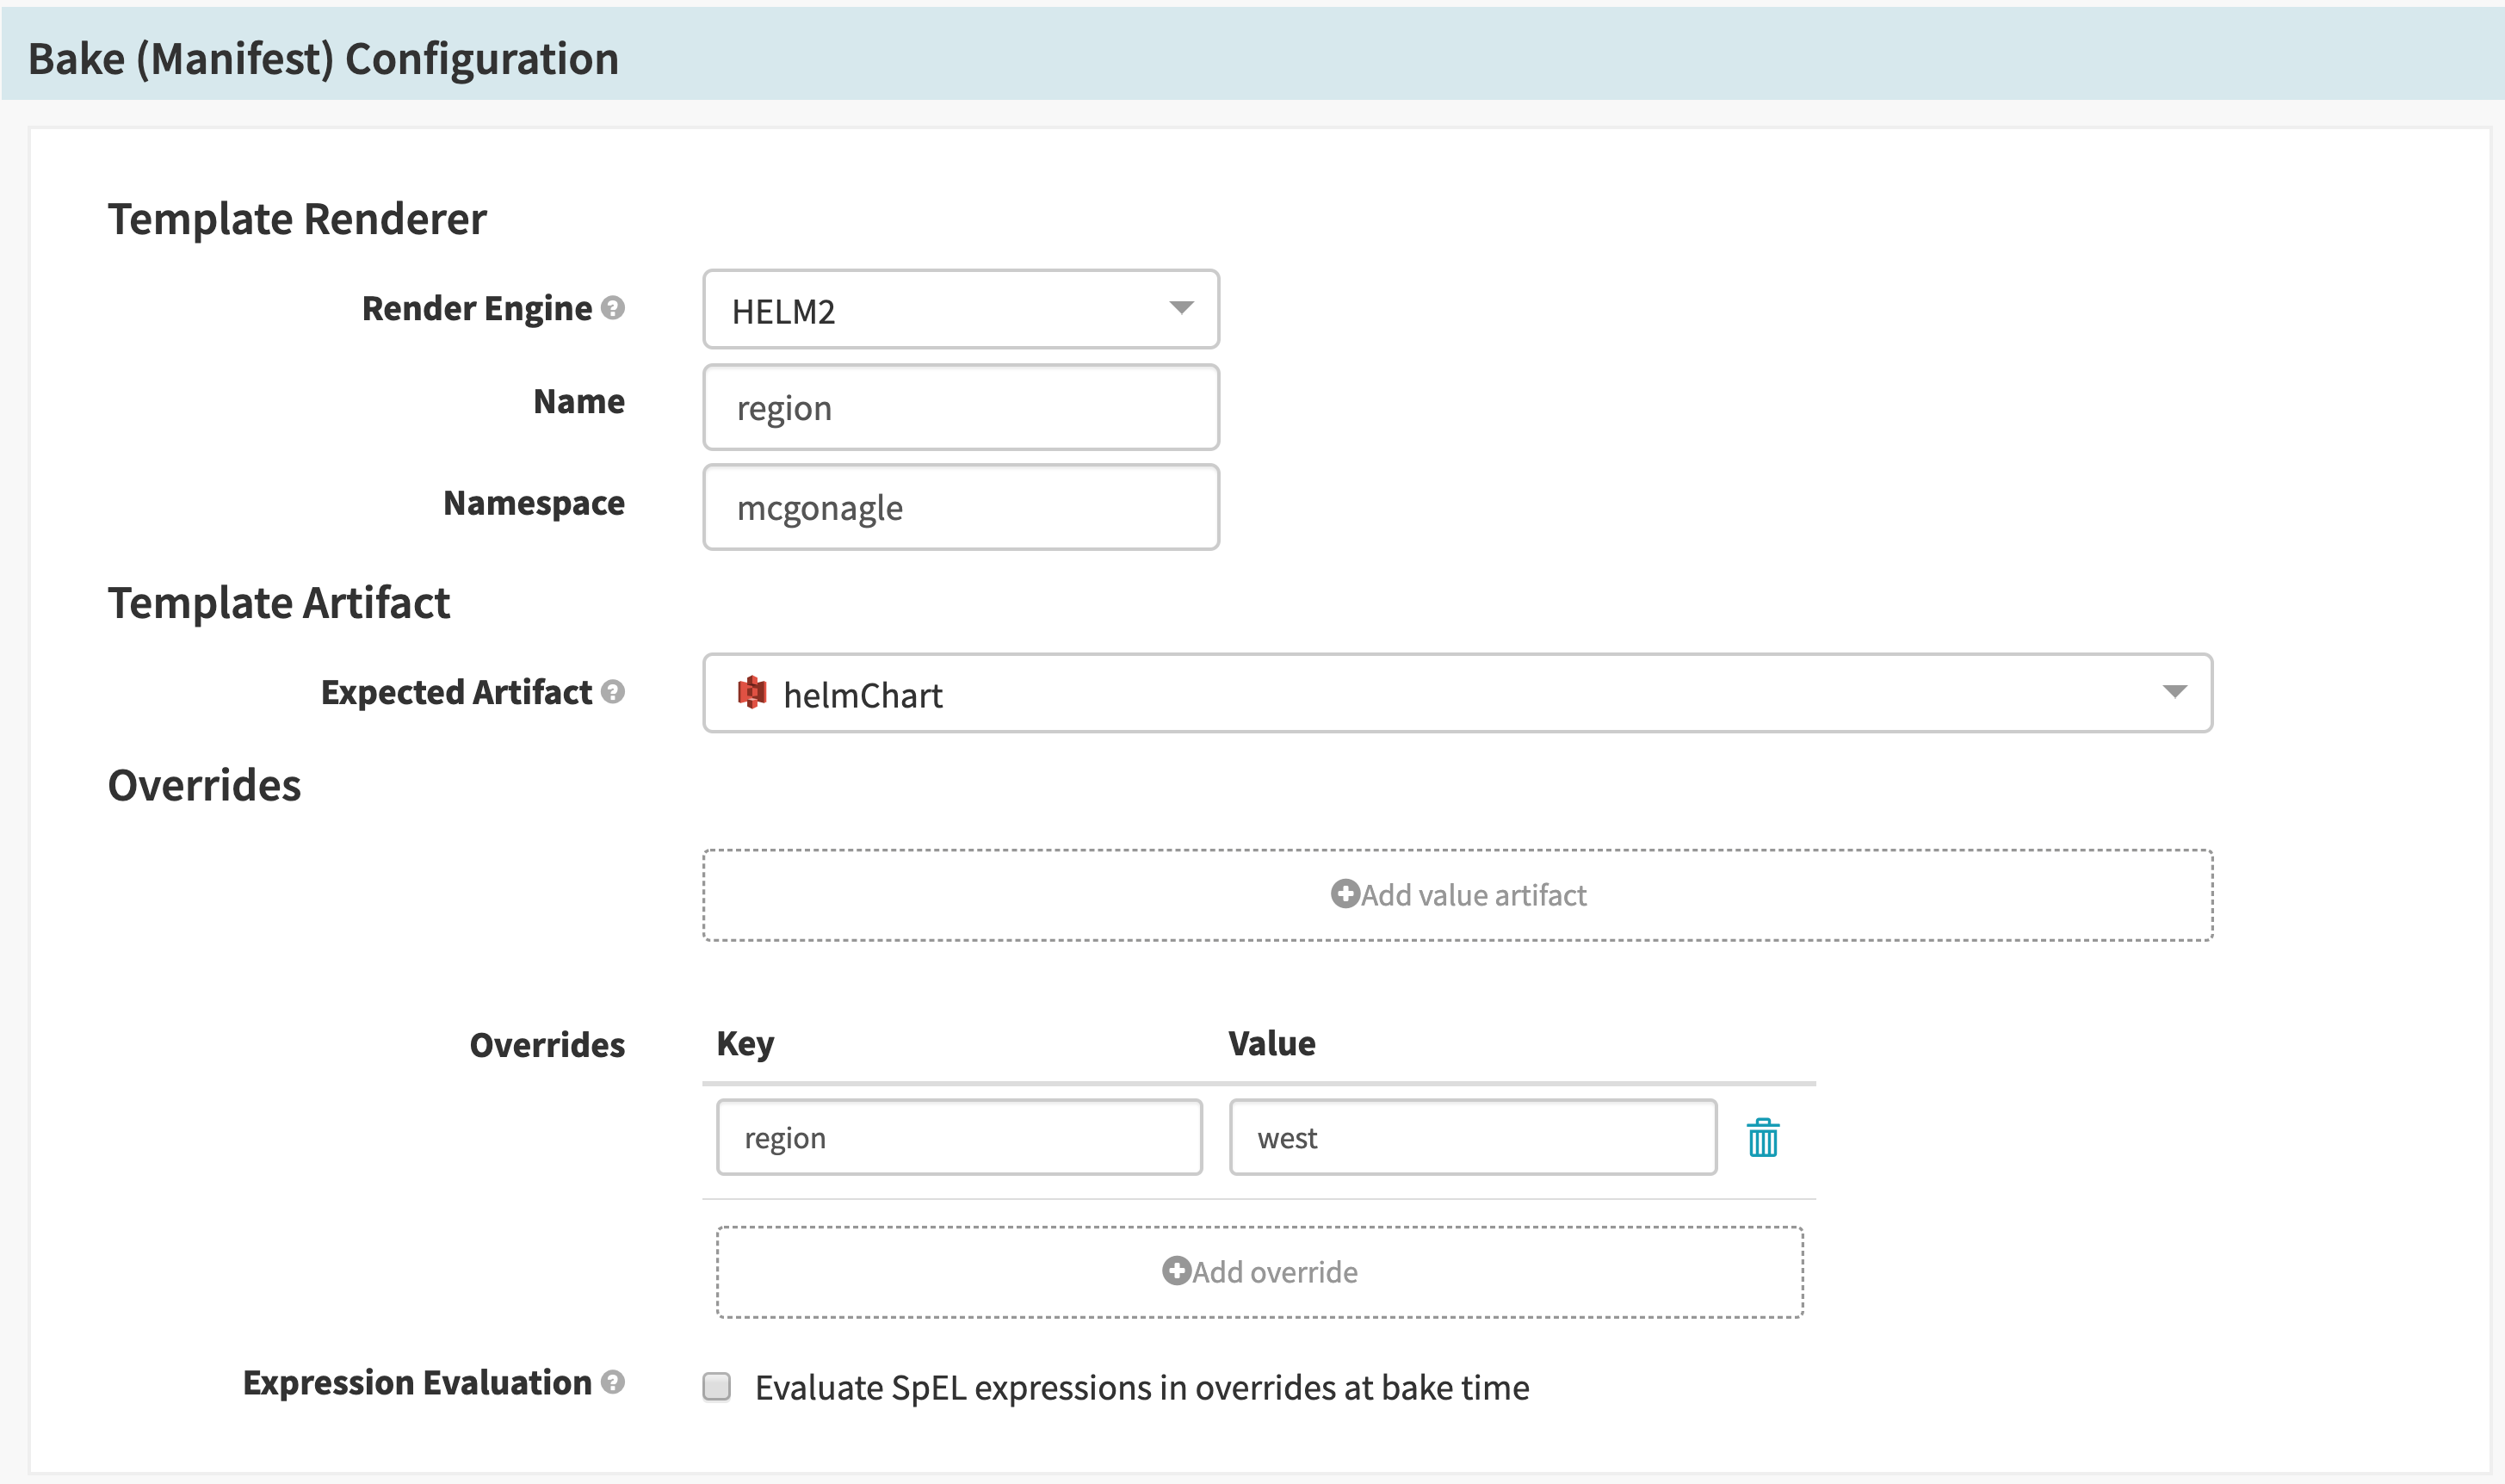 Bake (Manifest) Configuration
Template Renderer
Render Engine
HELM2
Name
region
Namespace
mcgonagle
Template Artifact
Expected Artifact
helmChart
Overrides
Add value artifact
Overrides
Key Value
region west
Add override
Expression Evaluation
Evaluate SpEL expressions in overrides at bake time